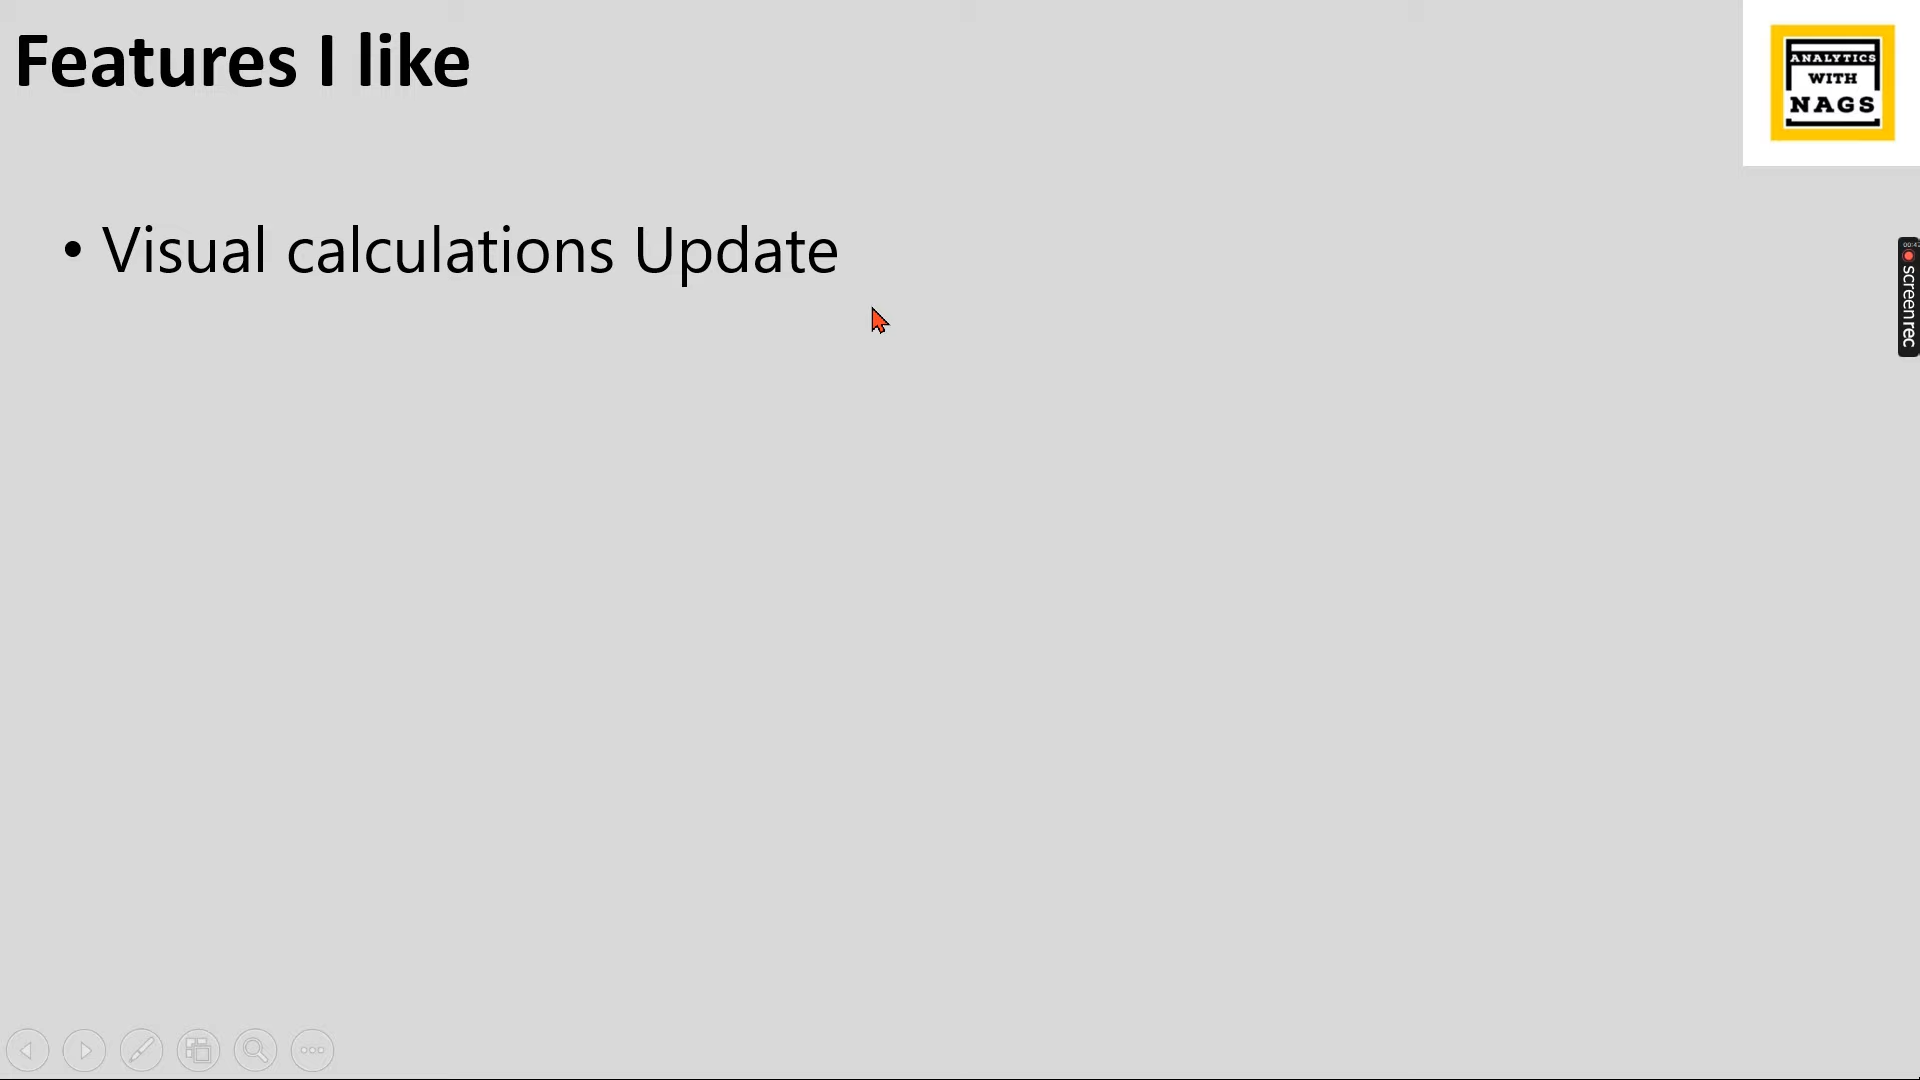 Features I like
ANALYTICS
WITH
NAGS
• Visual calculations Update
screenrec